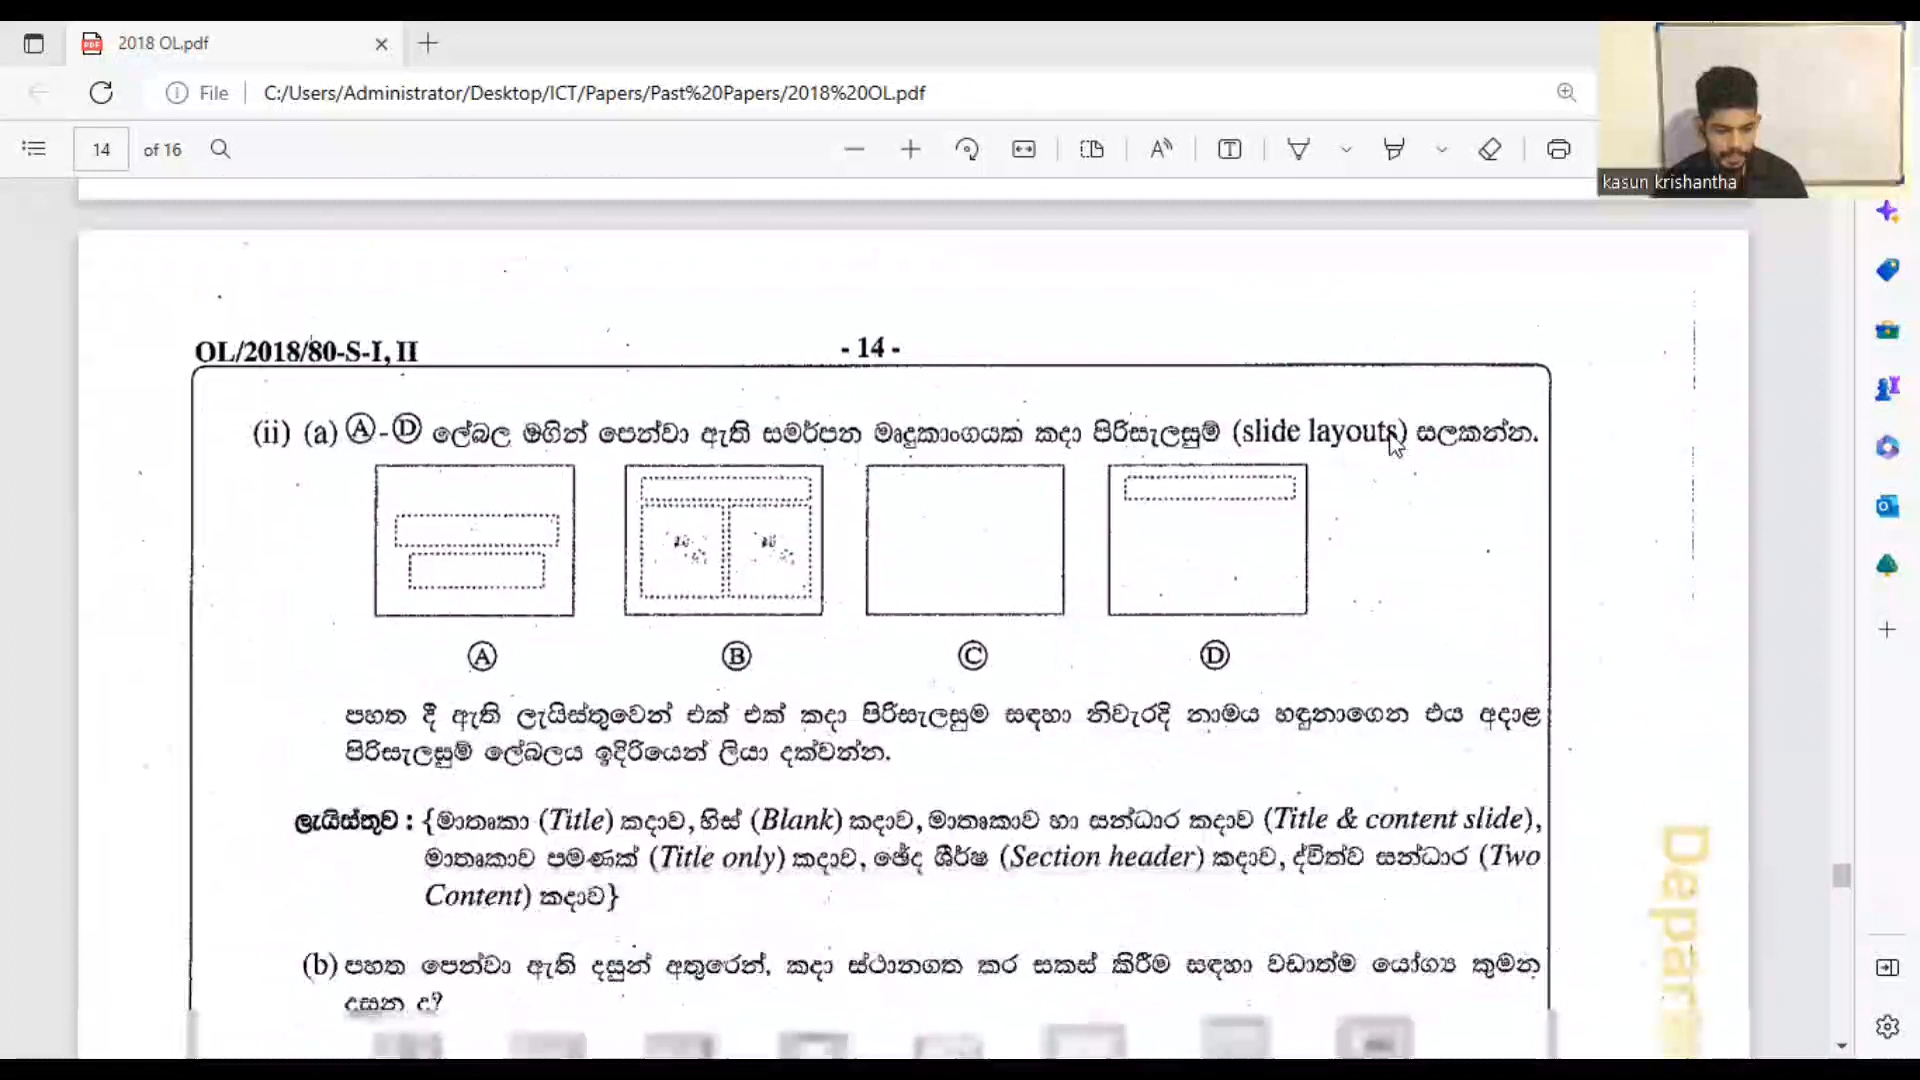 2018 OL.pdf
File
C:/Users/Administrator/Desktop/ICT/Papers/Past%20Papers/2018%20OL.pdf
14 of 16
kasun krishantha
OL/2018/80-S-I, II
- 14 -
(ii) (a) Ⓐ-Ⓓ ලේබල මගින් පෙන්වා ඇති සමර්පන මෘදුකාංගයක කදා පිරිසැලසුම් (slide layouts) සලකන්න.
Ⓐ Ⓑ Ⓒ Ⓓ
පහත දී ඇති ලැයිස්තුවෙන් එක් එක් කදා පිරිසැලසුම සඳහා නිවැරදි නාමය හඳුනාගෙන එය අදාළ
පිරිසැලසුම් ලේබලය ඉදිරියෙන් ලියා දක්වන්න.
ලැයිස්තුව : {මාතෘකා (Title) කදාව, හිස් (Blank) කදාව, මාතෘකාව හා සන්ධාර කදාව (Title & content slide),
මාතෘකාව පමණක් (Title only) කදාව, ඡේද ශීර්ෂ (Section header) කදාව, ද්විත්ව සන්ධාර (Two
Content) කදාව}
(b) පහත පෙන්වා ඇති දසුන් අතුරෙන්, කදා ස්ථානගත කර සකස් කිරීම සඳහා වඩාත්ම යෝග්‍ය කුමන
දසුන ද?
Depar